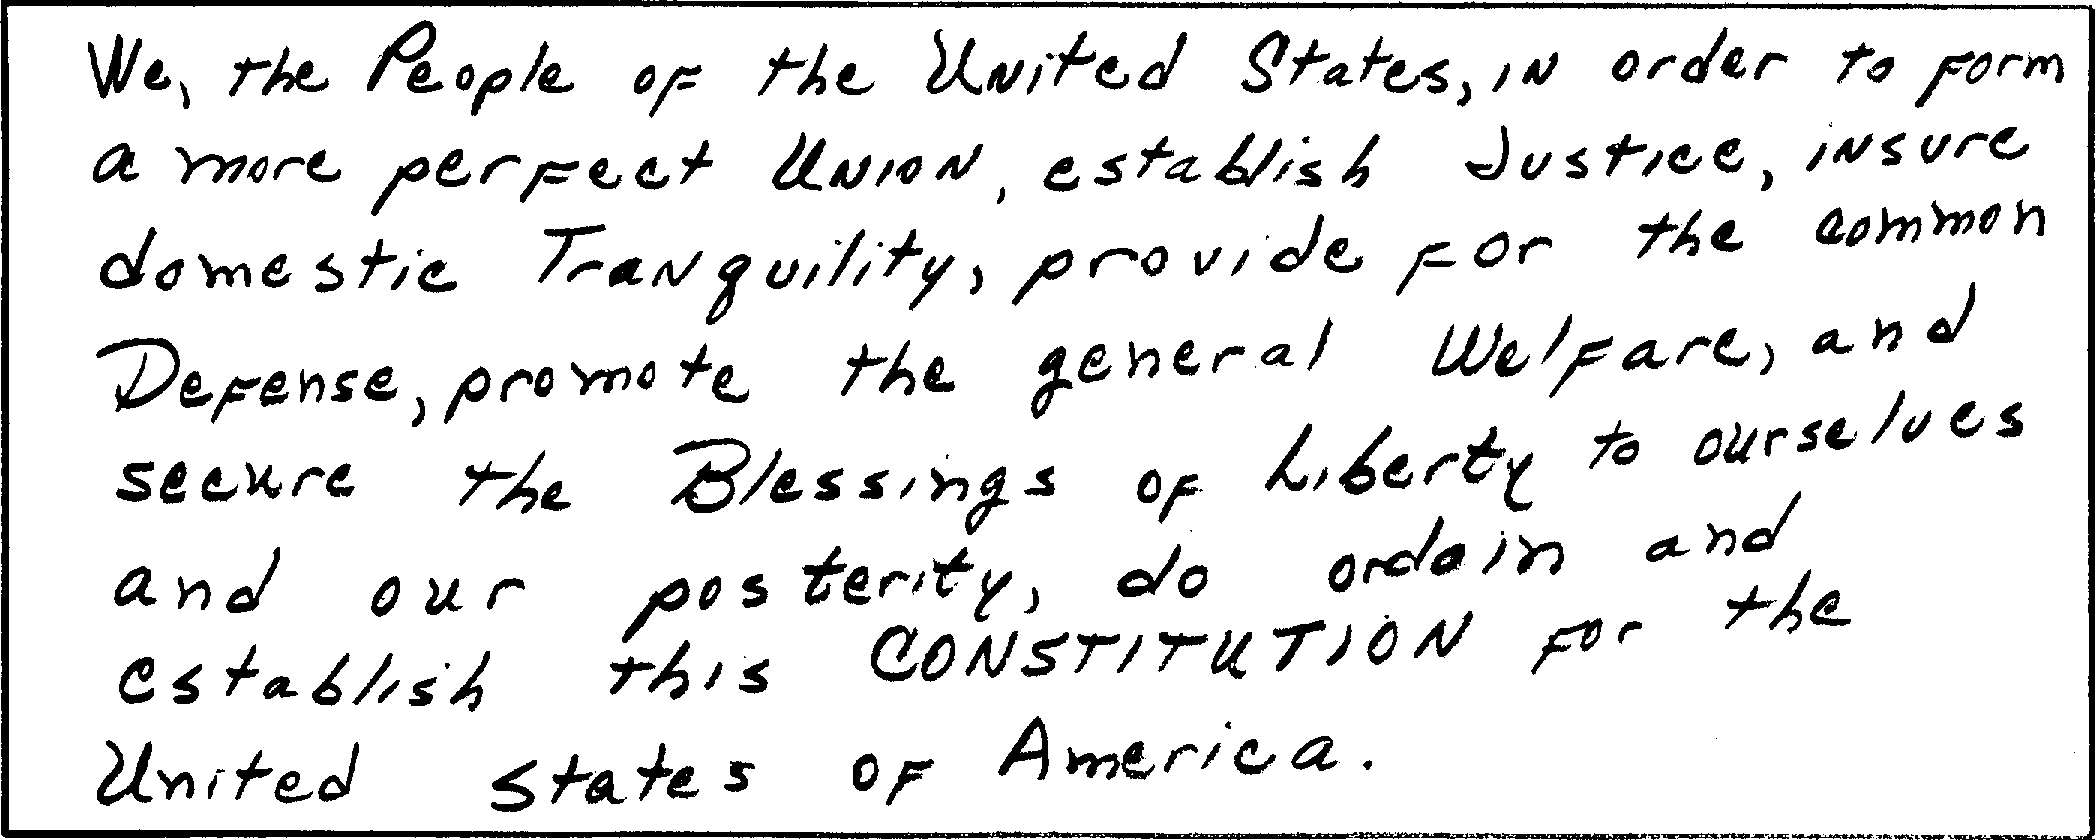 We, the People of the United States, in order to form
a more perfect Union, establish Justice, insure
domestic Tranquility, provide for the common
Defense, promote the general Welfare, and
secure the Blessings of Liberty to ourselves
and our posterity, do ordain and
establish this CONSTITUTION for the
United States of America.